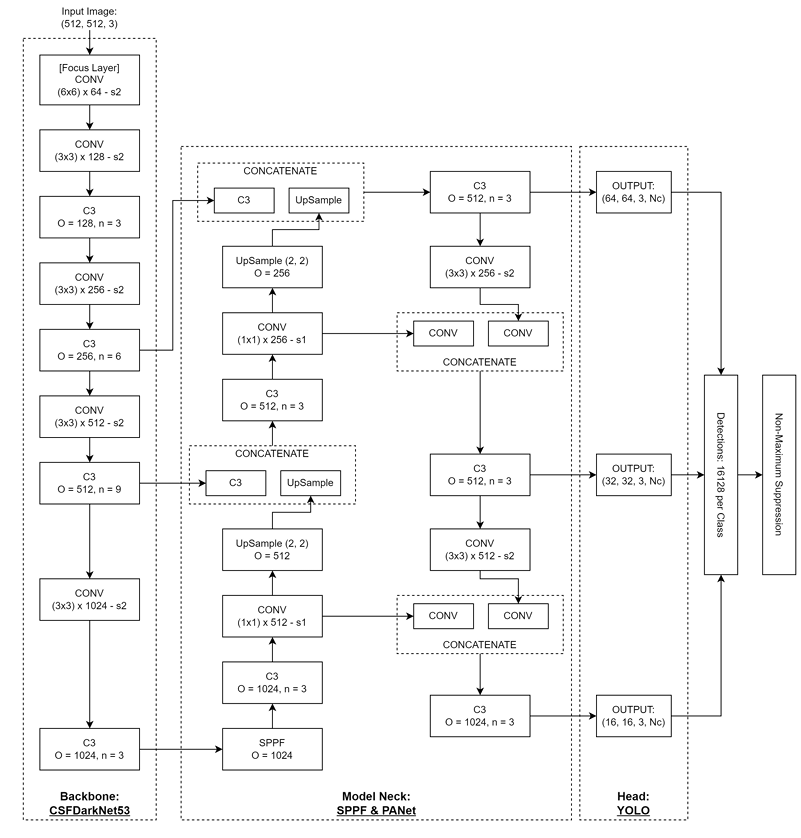 Input Image:
(512, 512, 3)
[Focus Layer]
CONV
(6x6) x 64 - s2
CONV
(3x3) x 128 - s2
C3
O = 128, n = 3
CONV
(3x3) x 256 - s2
C3
O = 256, n = 6
CONV
(3x3) x 512 - s2
C3
O = 512, n = 9
CONV
(3x3) x 1024 - s2
C3
O = 1024, n = 3
Backbone:
CSFDarkNet53
CONCATENATE
C3
UpSample
UpSample (2, 2)
O = 256
CONV
(1x1) x 256 - s1
C3
O = 512, n = 3
CONCATENATE
C3
UpSample
UpSample (2, 2)
O = 512
CONV
(1x1) x 512 - s1
C3
O = 1024, n = 3
SPPF
O = 1024
C3
O = 512, n = 3
CONV
(3x3) x 256 - s2
CONV
CONV
CONCATENATE
C3
O = 512, n = 3
CONV
(3x3) x 512 - s2
CONV
CONV
CONCATENATE
C3
O = 1024, n = 3
Model Neck:
SPPF & PANet
OUTPUT:
(64, 64, 3, Nc)
OUTPUT:
(32, 32, 3, Nc)
OUTPUT:
(16, 16, 3, Nc)
Head:
YOLO
Detections: 16128 per
Class
Non-Maximum Suppression